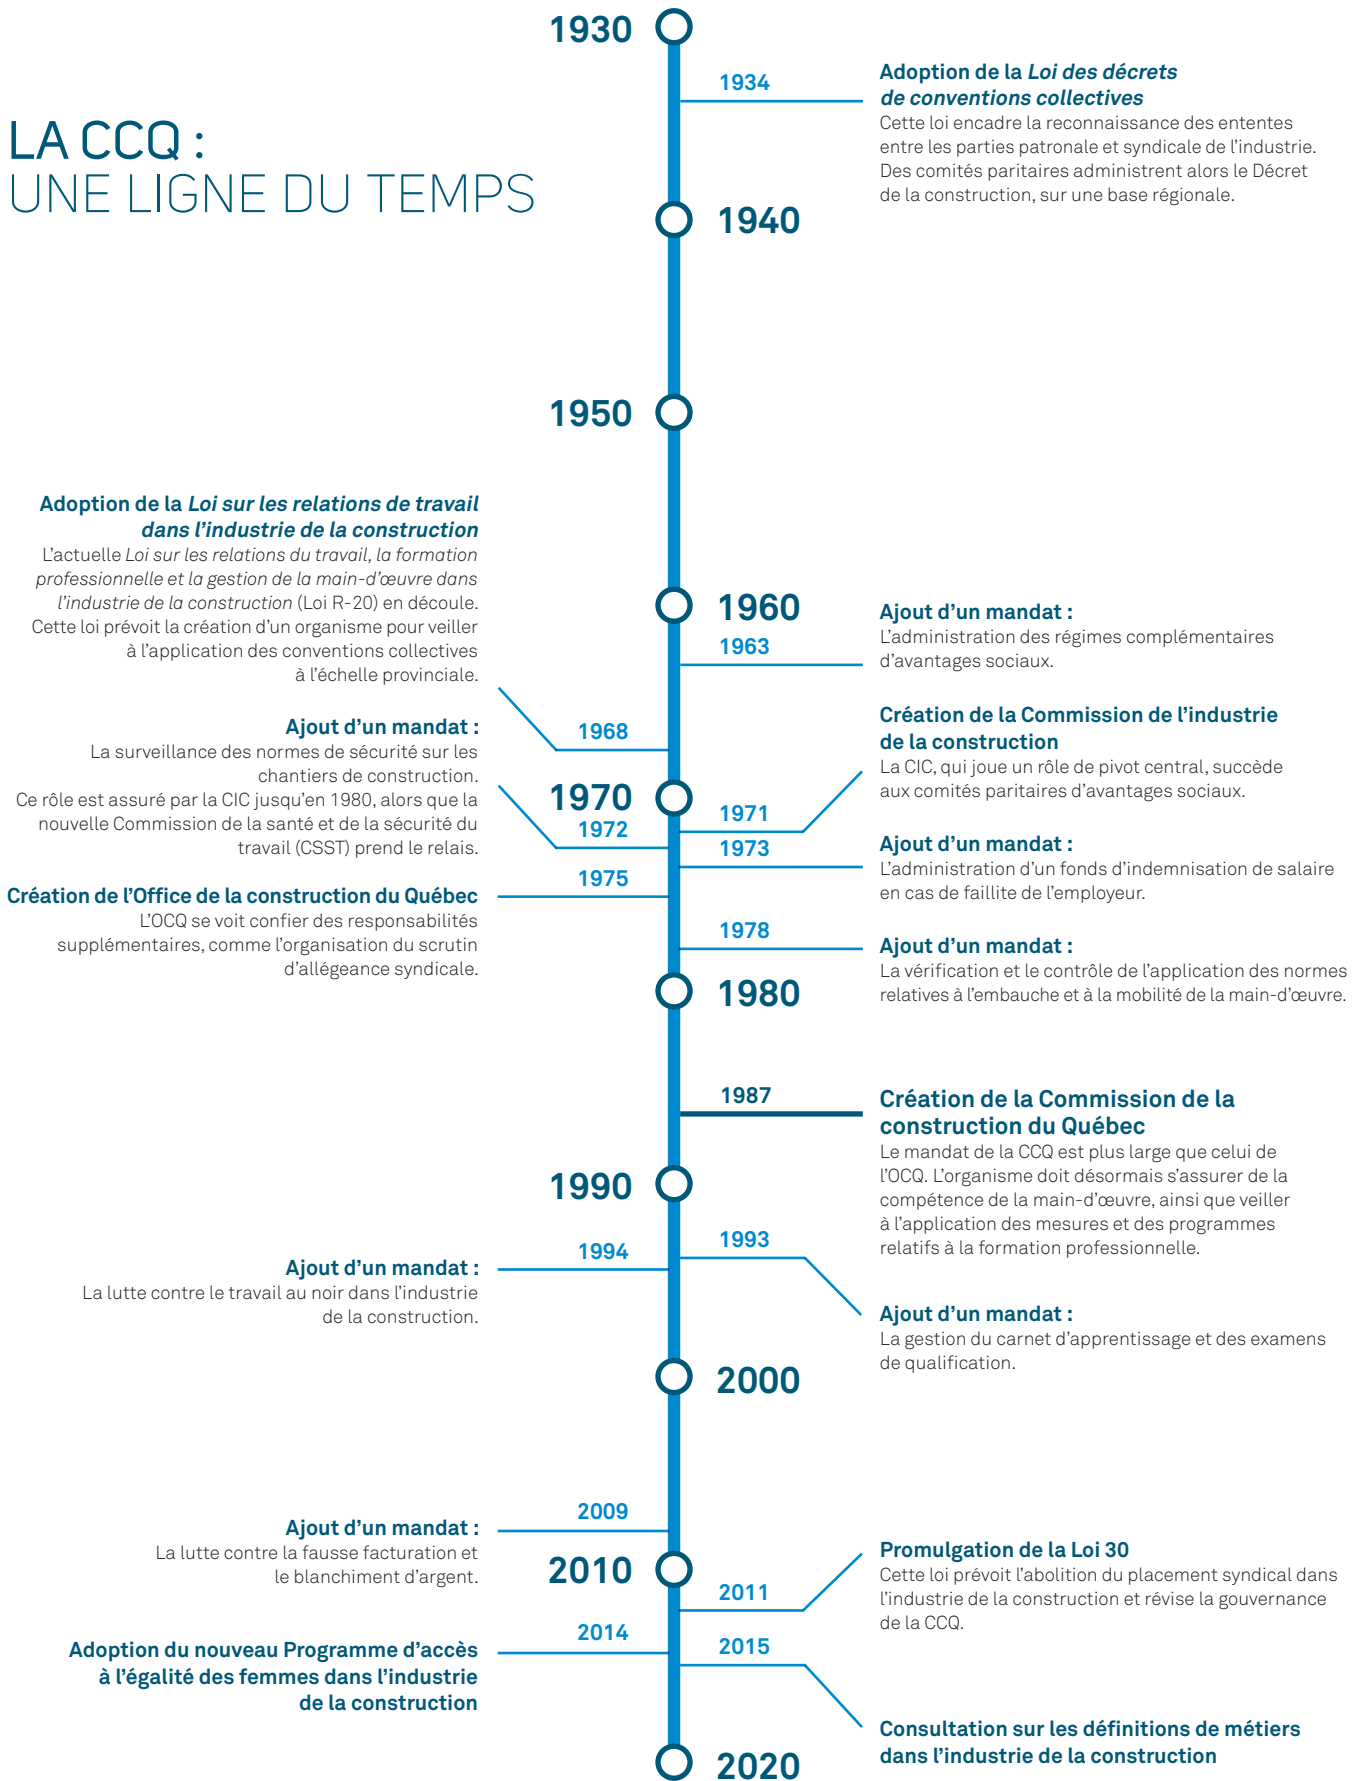 LA CCQ :
UNE LIGNE DU TEMPS
1930
1934
Adoption de la Loi des décrets
de conventions collectives
Cette loi encadre la reconnaissance des ententes
entre les parties patronale et syndicale de l’industrie.
Des comités paritaires administrent alors le Décret
de la construction, sur une base régionale.
1940
1950
Adoption de la Loi sur les relations de travail
dans l’industrie de la construction
L’actuelle Loi sur les relations du travail, la formation
professionnelle et la gestion de la main-d’œuvre dans
l’industrie de la construction (Loi R-20) en découle.
Cette loi prévoit la création d’un organisme pour veiller
à l’application des conventions collectives
à l’échelle provinciale.
1968
1960
1963
Ajout d’un mandat :
L’administration des régimes complémentaires
d’avantages sociaux.
Création de la Commission de l’industrie
de la construction
La CIC, qui joue un rôle de pivot central, succède
aux comités paritaires d’avantages sociaux.
1971
Ajout d’un mandat :
La surveillance des normes de sécurité sur les
chantiers de construction.
Ce rôle est assuré par la CIC jusqu’en 1980, alors que la
nouvelle Commission de la santé et de la sécurité du
travail (CSST) prend le relais.
1970
1972
1973
Ajout d’un mandat :
L’administration d’un fonds d’indemnisation de salaire
en cas de faillite de l’employeur.
1975
Création de l’Office de la construction du Québec
L’OCQ se voit confier des responsabilités
supplémentaires, comme l’organisation du scrutin
d’allégeance syndicale.
1978
Ajout d’un mandat :
La vérification et le contrôle de l’application des normes
relatives à l’embauche et à la mobilité de la main-d’œuvre.
1980
1987
Création de la Commission de la
construction du Québec
Le mandat de la CCQ est plus large que celui de
l’OCQ. L’organisme doit désormais s’assurer de la
compétence de la main-d’œuvre, ainsi que veiller
à l’application des mesures et des programmes
relatifs à la formation professionnelle.
1990
1993
Ajout d’un mandat :
La gestion du carnet d’apprentissage et des examens
de qualification.
1994
Ajout d’un mandat :
La lutte contre le travail au noir dans l’industrie
de la construction.
2000
2009
Ajout d’un mandat :
La lutte contre la fausse facturation et
le blanchiment d’argent.
2010
2011
Promulgation de la Loi 30
Cette loi prévoit l’abolition du placement syndical dans
l’industrie de la construction et révise la gouvernance
de la CCQ.
2014
Adoption du nouveau Programme d’accès
à l’égalité des femmes dans l’industrie
de la construction
2015
Consultation sur les définitions de métiers
dans l’industrie de la construction
2020